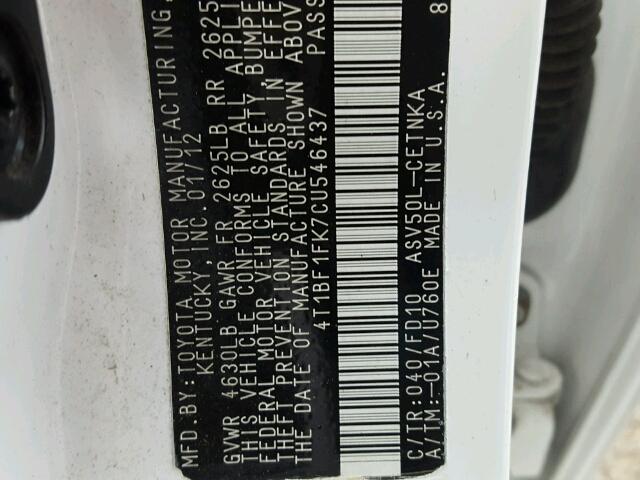 MFD.BY:TOYOTA MOTOR MANUFACTURING,
KENTUCKY, INC. 01/12
GVWR 4630LB GAWR FR 2625LB RR 2625
THIS VEHICLE CONFORMS TO ALL APPLI
FEDERAL MOTOR VEHICLE SAFETY, BUMPE
THEFT PREVENTION STANDARDS IN EFFE
THE DATE OF MANUFACTURE SHOWN ABOV
4T1BF1FK7CU546437 PASS
C/TR:040/FD10 ASV50L-CETNKA 8
A/TM:-01A/U760E MADE IN U.S.A.